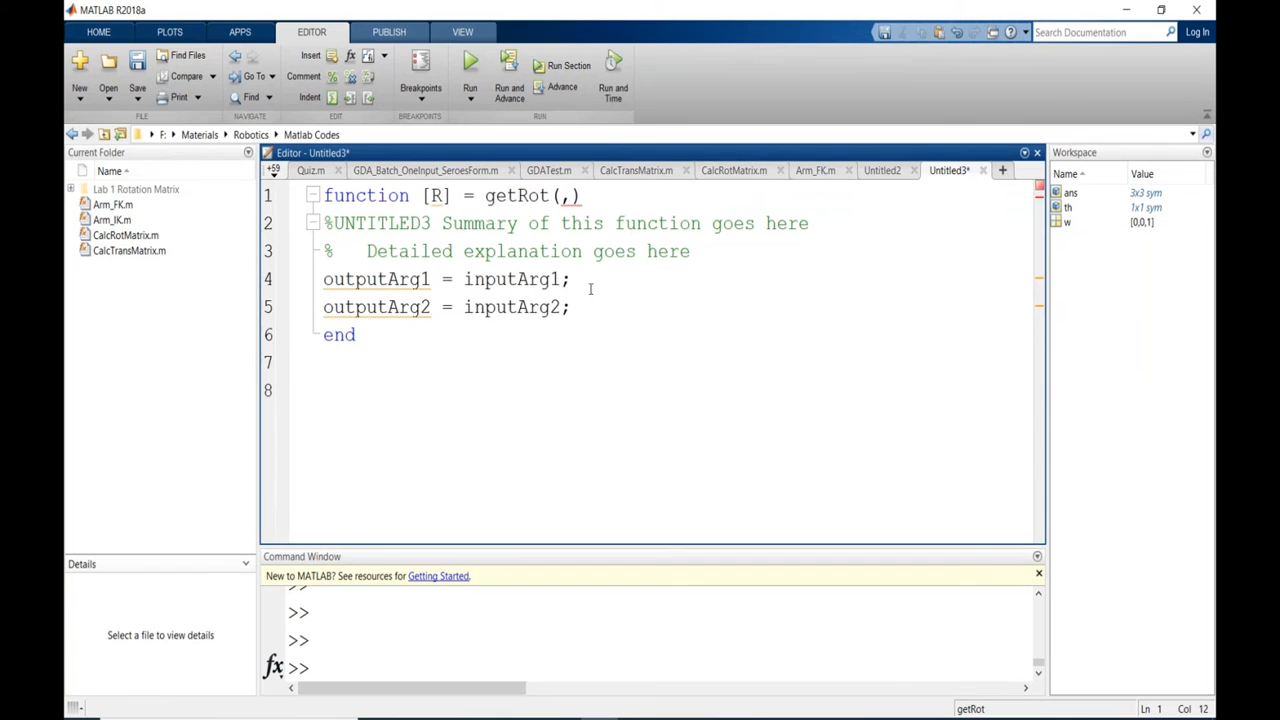 MATLAB R2018a
HOME PLOTS APPS EDITOR PUBLISH VIEW
Search Documentation
Log In
New
Open
Save
Find Files
Compare
Print
FILE
Go To
Find
NAVIGATE
Insert
Comment
Indent
EDIT
Breakpoints
BREAKPOINTS
Run
Run and
Advance
Run Section
Advance
Run and
Time
RUN
F: Materials Robotics Matlab Codes
Current Folder
Name
Lab 1 Rotation Matrix
Arm_FK.m
Arm_IK.m
CalcRotMatrix.m
CalcTransMatrix.m
Details
Select a file to view details
Editor - Untitled3*
+59 Quiz.m GDA_Batch_OneInput_SeroesForm.m GDATest.m CalcTransMatrix.m CalcRotMatrix.m Arm_FK.m Untitled2 Untitled3*
1 function [R] = getRot(,)
2 %UNTITLED3 Summary of this function goes here
3 % Detailed explanation goes here
4 outputArg1 = inputArg1;
5 outputArg2 = inputArg2;
6 end
7
8
Command Window
New to MATLAB? See resources for Getting Started.
>>
>>
>>
fx >>
Workspace
Name Value
ans 3x3 sym
th 1x1 sym
w [0,0,1]
getRot Ln 1 Col 12